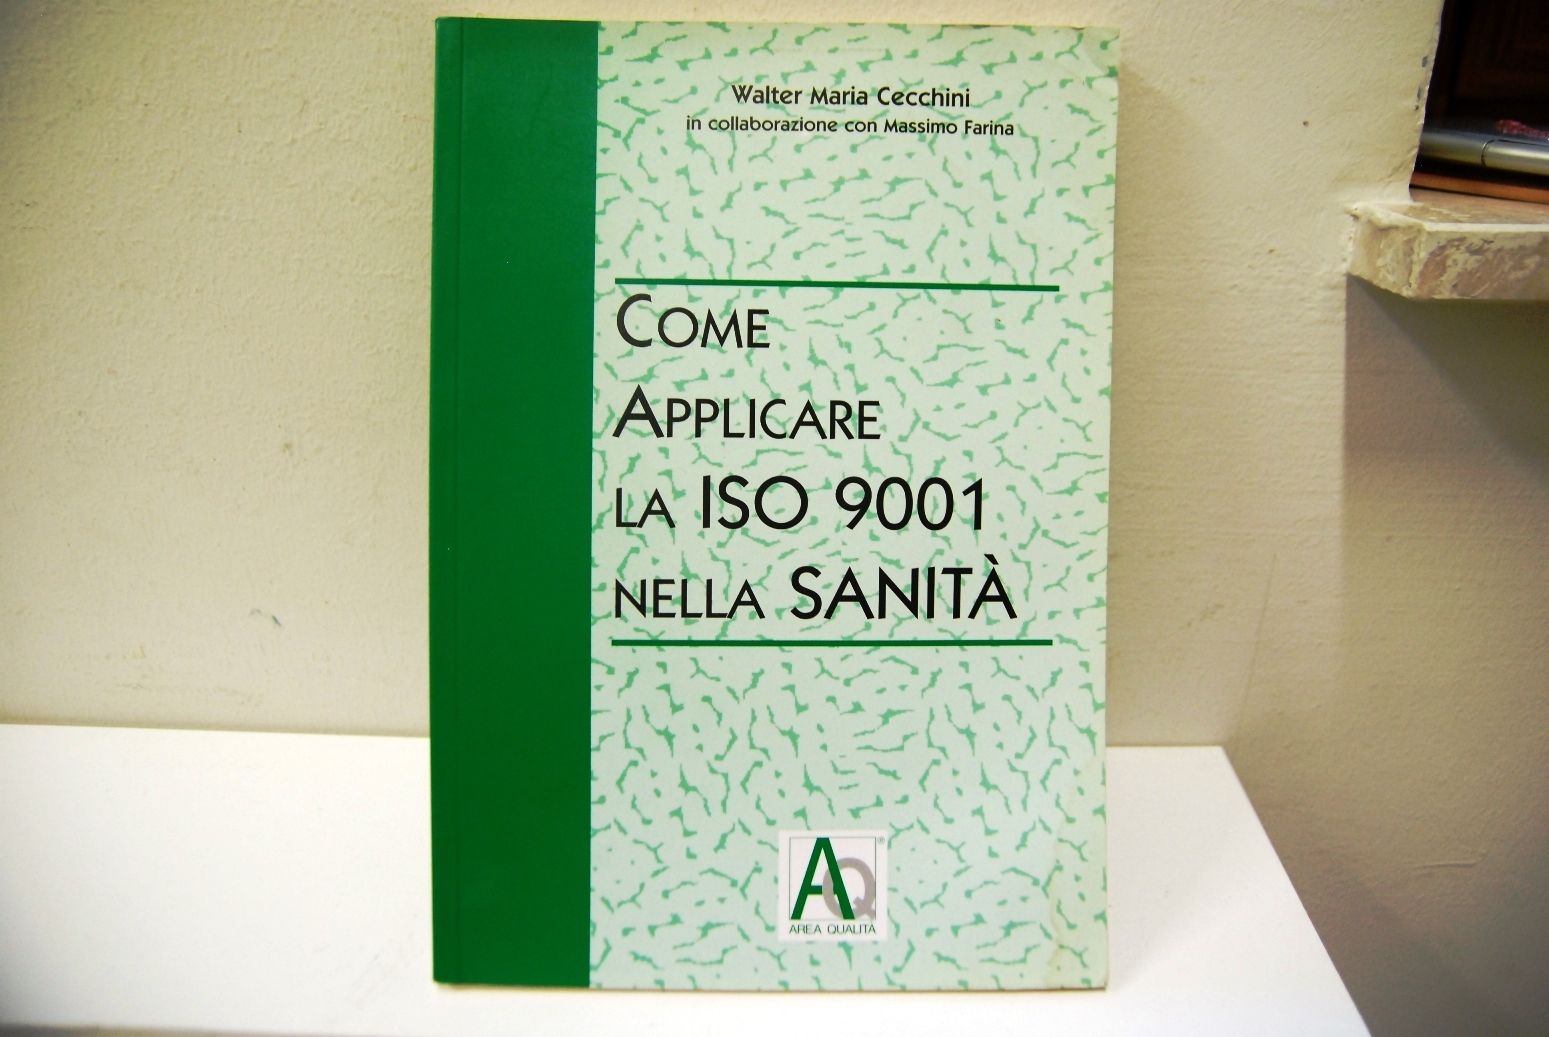 Walter Maria Cecchini
in collaborazione con Massimo Farina
COME
APPLICARE
LA ISO 9001
NELLA SANITÀ
AQ®
AREA QUALITÀ